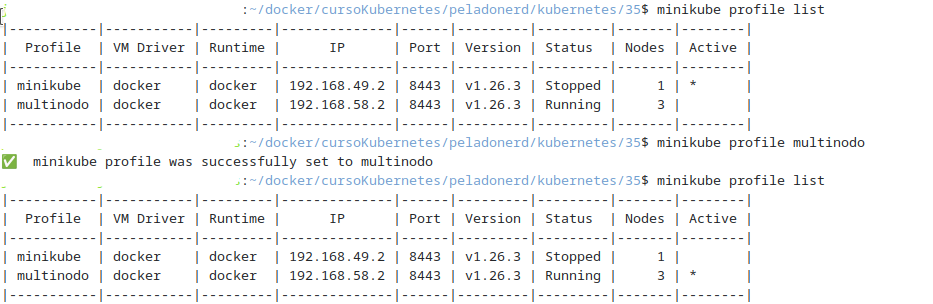 :~/docker/cursoKubernetes/peladonerd/kubernetes/35$ minikube profile list
|-----------|-----------|---------|--------------|------|---------|---------|-------|--------|
|  Profile  | VM Driver | Runtime |      IP      | Port | Version | Status  | Nodes | Active |
|-----------|-----------|---------|--------------|------|---------|---------|-------|--------|
| minikube  | docker    | docker  | 192.168.49.2 | 8443 | v1.26.3 | Stopped |     1 | *      |
| multinodo | docker    | docker  | 192.168.58.2 | 8443 | v1.26.3 | Running |     3 |        |
|-----------|-----------|---------|--------------|------|---------|---------|-------|--------|
:~/docker/cursoKubernetes/peladonerd/kubernetes/35$ minikube profile multinodo
✅  minikube profile was successfully set to multinodo
:~/docker/cursoKubernetes/peladonerd/kubernetes/35$ minikube profile list
|-----------|-----------|---------|--------------|------|---------|---------|-------|--------|
|  Profile  | VM Driver | Runtime |      IP      | Port | Version | Status  | Nodes | Active |
|-----------|-----------|---------|--------------|------|---------|---------|-------|--------|
| minikube  | docker    | docker  | 192.168.49.2 | 8443 | v1.26.3 | Stopped |     1 |        |
| multinodo | docker    | docker  | 192.168.58.2 | 8443 | v1.26.3 | Running |     3 | *      |
|-----------|-----------|---------|--------------|------|---------|---------|-------|--------|